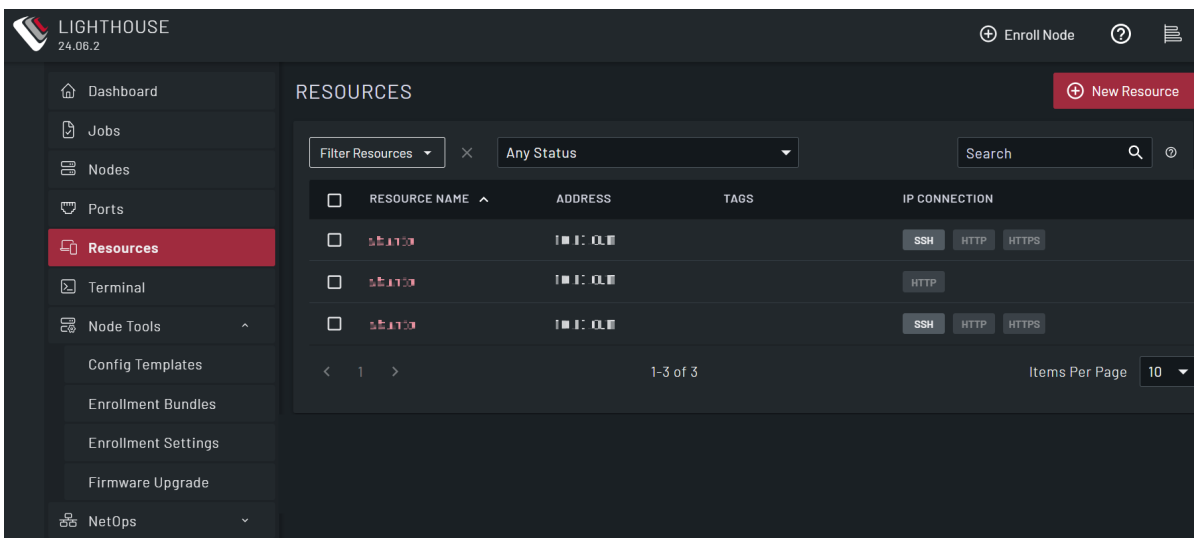 LIGHTHOUSE
24.06.2
Enroll Node
Dashboard
Jobs
Nodes
Ports
Resources
Terminal
Node Tools
Config Templates
Enrollment Bundles
Enrollment Settings
Firmware Upgrade
NetOps
RESOURCES
New Resource
Filter Resources
Any Status
Search
RESOURCE NAME ADDRESS TAGS IP CONNECTION
SSH HTTP HTTPS
HTTP
SSH HTTP HTTPS
< 1 > 1-3 of 3 Items Per Page 10